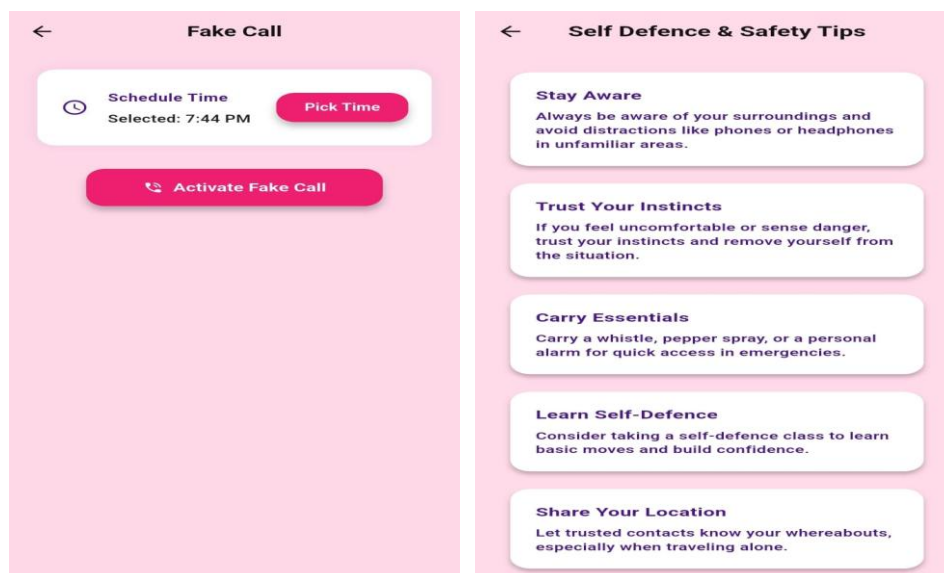 Fake Call
Schedule Time
Selected: 7:44 PM
Pick Time
Activate Fake Call
Self Defence & Safety Tips
Stay Aware
Always be aware of your surroundings and
avoid distractions like phones or headphones
in unfamiliar areas.
Trust Your Instincts
If you feel uncomfortable or sense danger,
trust your instincts and remove yourself from
the situation.
Carry Essentials
Carry a whistle, pepper spray, or a personal
alarm for quick access in emergencies.
Learn Self-Defence
Consider taking a self-defence class to learn
basic moves and build confidence.
Share Your Location
Let trusted contacts know your whereabouts,
especially when traveling alone.